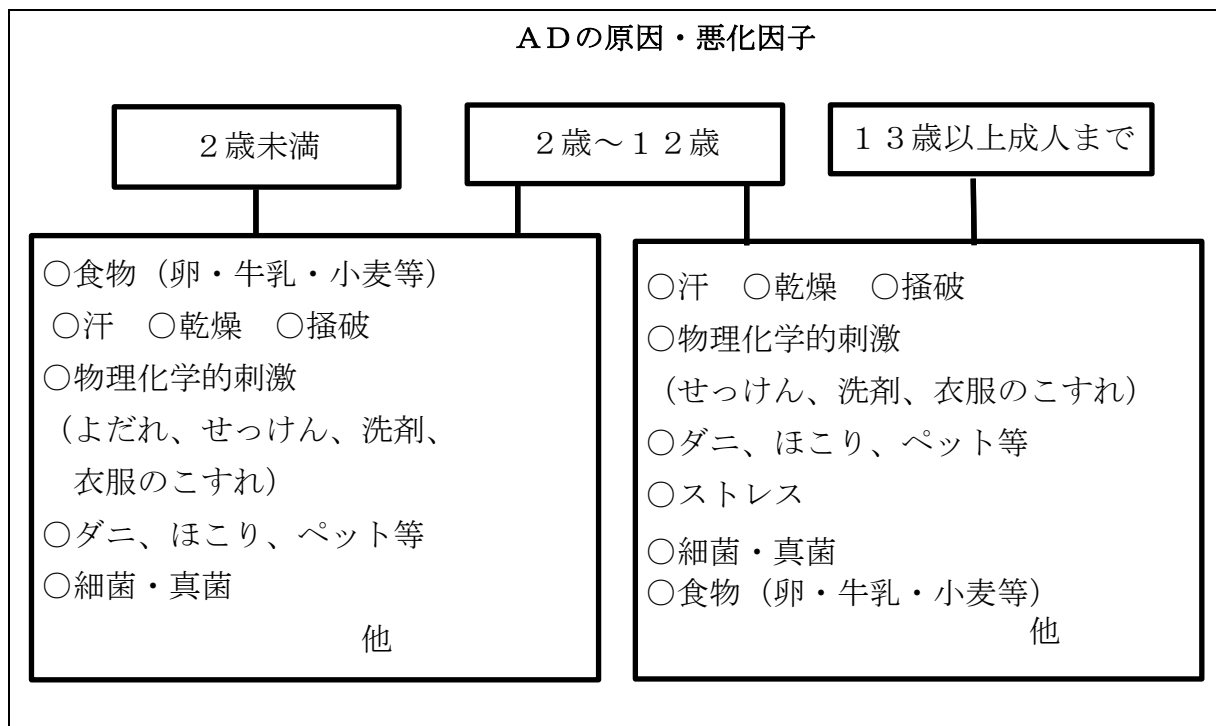 ＡＤの原因・悪化因子
２歳未満
２歳～１２歳
１３歳以上成人まで
○食物（卵・牛乳・小麦等）
○汗　○乾燥　○掻破
○物理化学的刺激
（よだれ、せっけん、洗剤、
衣服のこすれ）
○ダニ、ほこり、ペット等
○細菌・真菌
他
○汗　○乾燥　○掻破
○物理化学的刺激
（せっけん、洗剤、衣服のこすれ）
○ダニ、ほこり、ペット等
○ストレス
○細菌・真菌
○食物（卵・牛乳・小麦等）
他